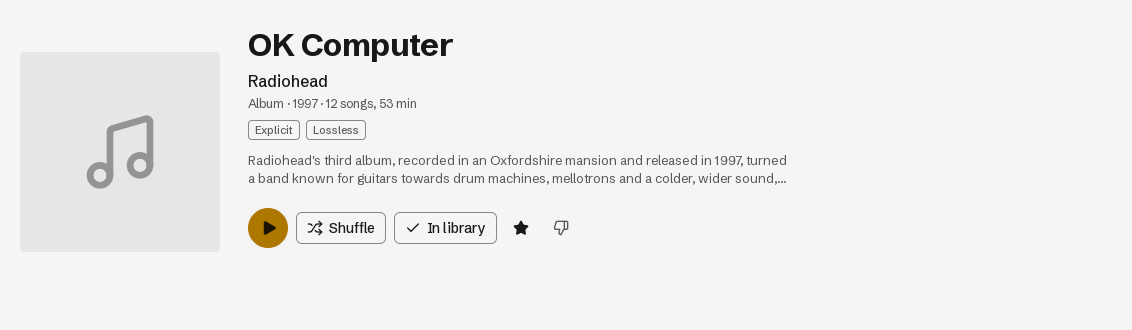 OK Computer
Radiohead
Album · 1997 · 12 songs, 53 min
Explicit Lossless
Radiohead's third album, recorded in an Oxfordshire mansion and released in 1997, turned
a band known for guitars towards drum machines, mellotrons and a colder, wider sound,…
Shuffle In library